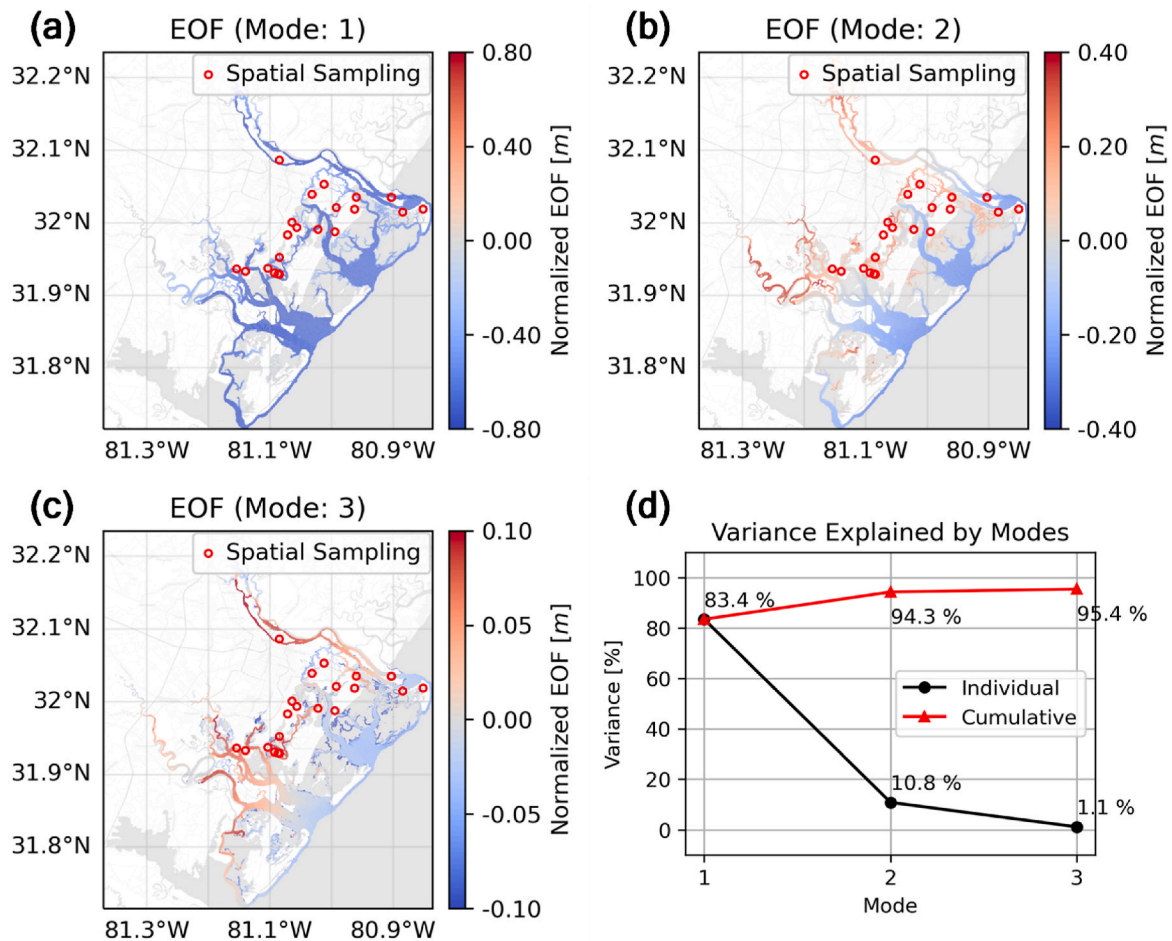 (a)
EOF (Mode: 1)
Spatial Sampling
32.2°N
32.1°N
32°N
31.9°N
31.8°N
81.3°W 81.1°W 80.9°W
0.80
0.40
0.00
-0.40
-0.80
Normalized EOF [m]
(b)
EOF (Mode: 2)
Spatial Sampling
32.2°N
32.1°N
32°N
31.9°N
31.8°N
81.3°W 81.1°W 80.9°W
0.40
0.20
0.00
-0.20
-0.40
Normalized EOF [m]
(c)
EOF (Mode: 3)
Spatial Sampling
32.2°N
32.1°N
32°N
31.9°N
31.8°N
81.3°W 81.1°W 80.9°W
0.10
0.05
0.00
-0.05
-0.10
Normalized EOF [m]
(d)
Variance Explained by Modes
100
80
60
40
20
0
Variance [%]
83.4 %
94.3 %
95.4 %
Individual
Cumulative
10.8 %
1.1 %
1 2 3
Mode